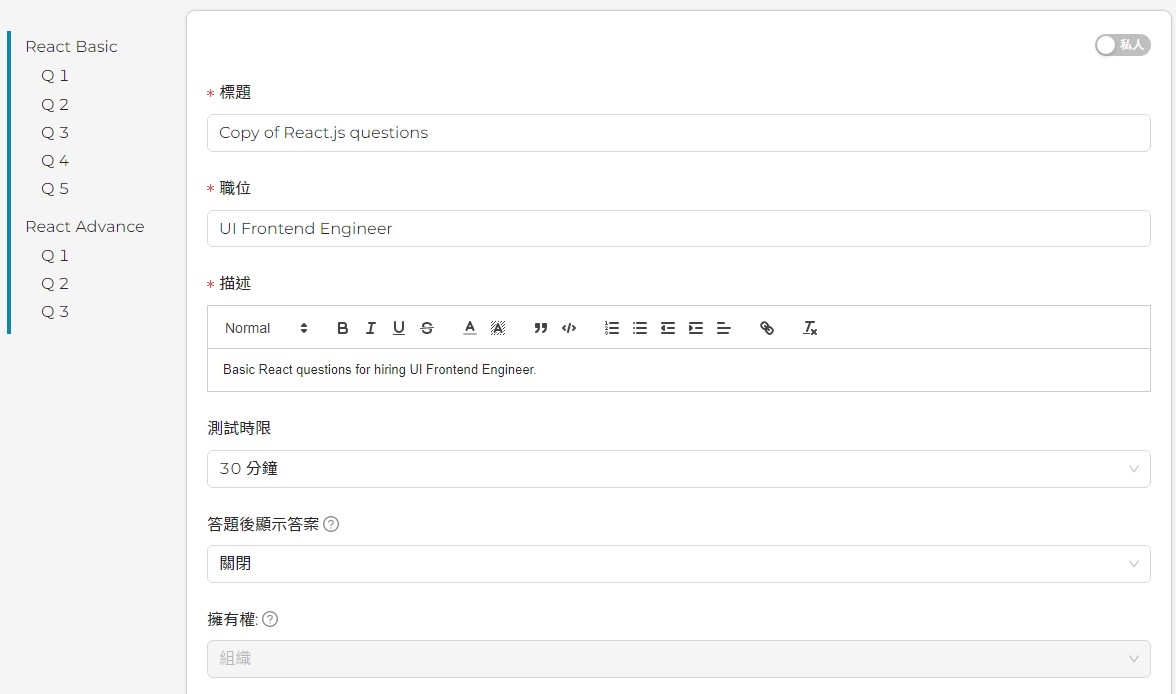 React Basic
Q 1
Q 2
Q 3
Q 4
Q 5
React Advance
Q 1
Q 2
Q 3
私人
* 標題
Copy of React.js questions
* 職位
UI Frontend Engineer
* 描述
Normal
Basic React questions for hiring UI Frontend Engineer.
測試時限
30 分鐘
答題後顯示答案
關閉
擁有權:
組織